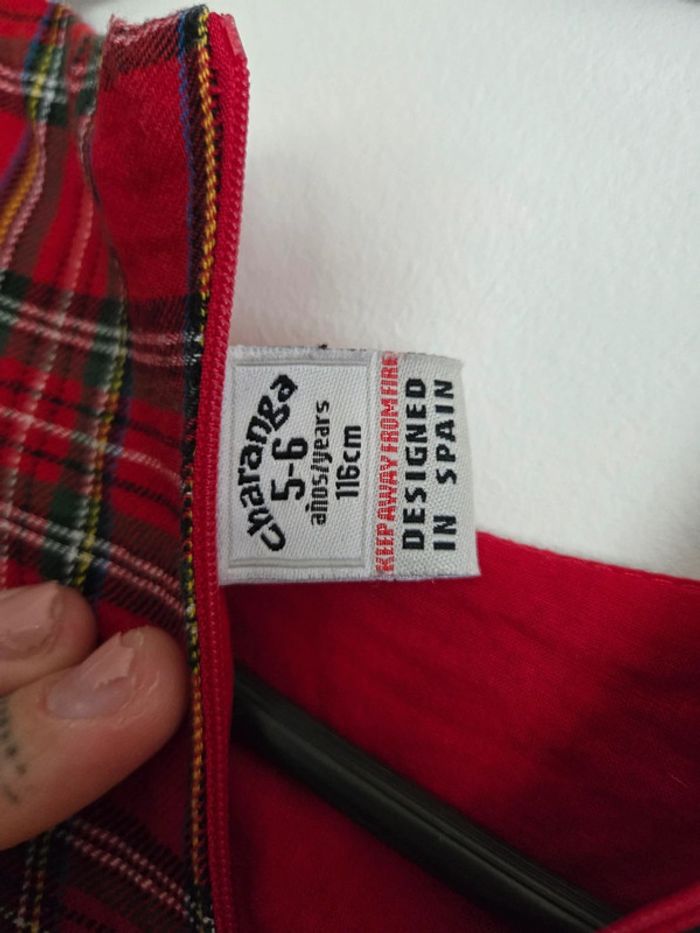 charanga
5-6
años/years
116cm
KEEP AWAY FROM FIRE
DESIGNED
IN SPAIN